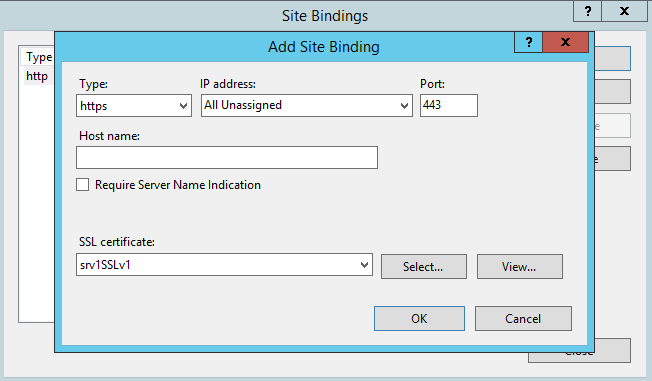 Site Bindings
? x
Type
http
Add Site Binding
? x
Type: IP address: Port:
https All Unassigned 443
Host name:
Require Server Name Indication
SSL certificate:
srv1SSLv1 Select... View...
OK Cancel